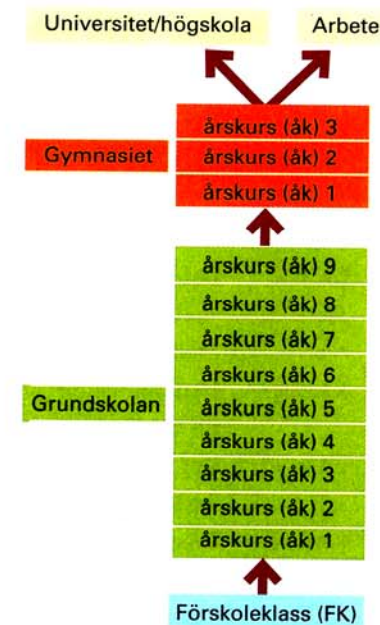 Universitet/högskola Arbete
årskurs (åk) 3
Gymnasiet årskurs (åk) 2
årskurs (åk) 1
årskurs (åk) 9
årskurs (åk) 8
årskurs (åk) 7
årskurs (åk) 6
Grundskolan årskurs (åk) 5
årskurs (åk) 4
årskurs (åk) 3
årskurs (åk) 2
årskurs (åk) 1
Förskoleklass (FK)